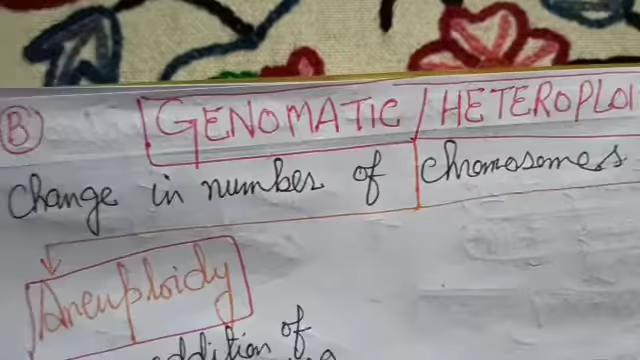 B GENOMATIC / HETEROPLOI
change in number of chromosomes
Aneuploidy
addition of